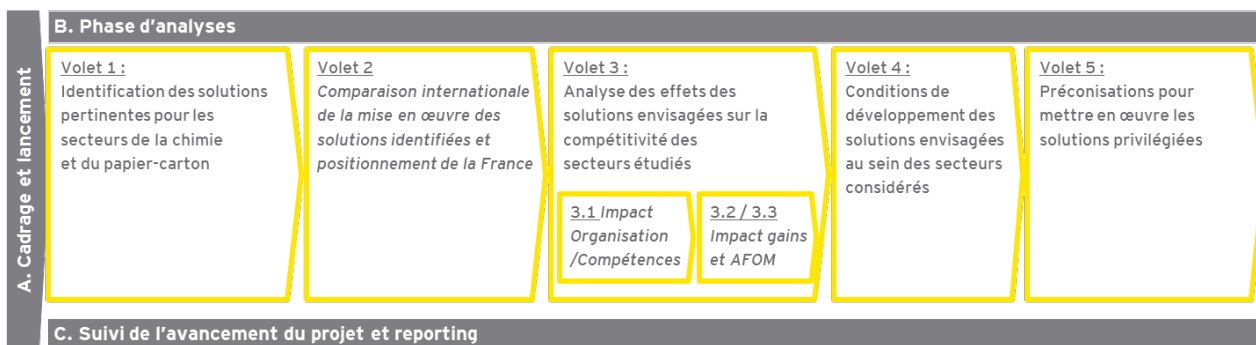 A. Cadrage et lancement
B. Phase d'analyses
Volet 1 :
Identification des solutions
pertinentes pour les
secteurs de la chimie
et du papier-carton
Volet 2
Comparaison internationale
de la mise en œuvre des
solutions identifiées et
positionnement de la France
Volet 3 :
Analyse des effets des
solutions envisagées sur la
compétitivité des
secteurs étudiés
3.1 Impact
Organisation
/Compétences
3.2 / 3.3
Impact gains
et AFOM
Volet 4 :
Conditions de
développement des
solutions envisagées
au sein des secteurs
considérés
Volet 5 :
Préconisations pour
mettre en œuvre les
solutions privilégiées
C. Suivi de l'avancement du projet et reporting